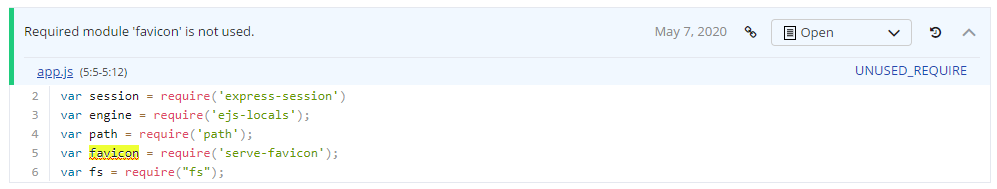 Required module 'favicon' is not used. May 7, 2020 Open
app.js (5:5-5:12) UNUSED_REQUIRE
2 var session = require('express-session')
3 var engine = require('ejs-locals');
4 var path = require('path');
5 var favicon = require('serve-favicon');
6 var fs = require("fs");